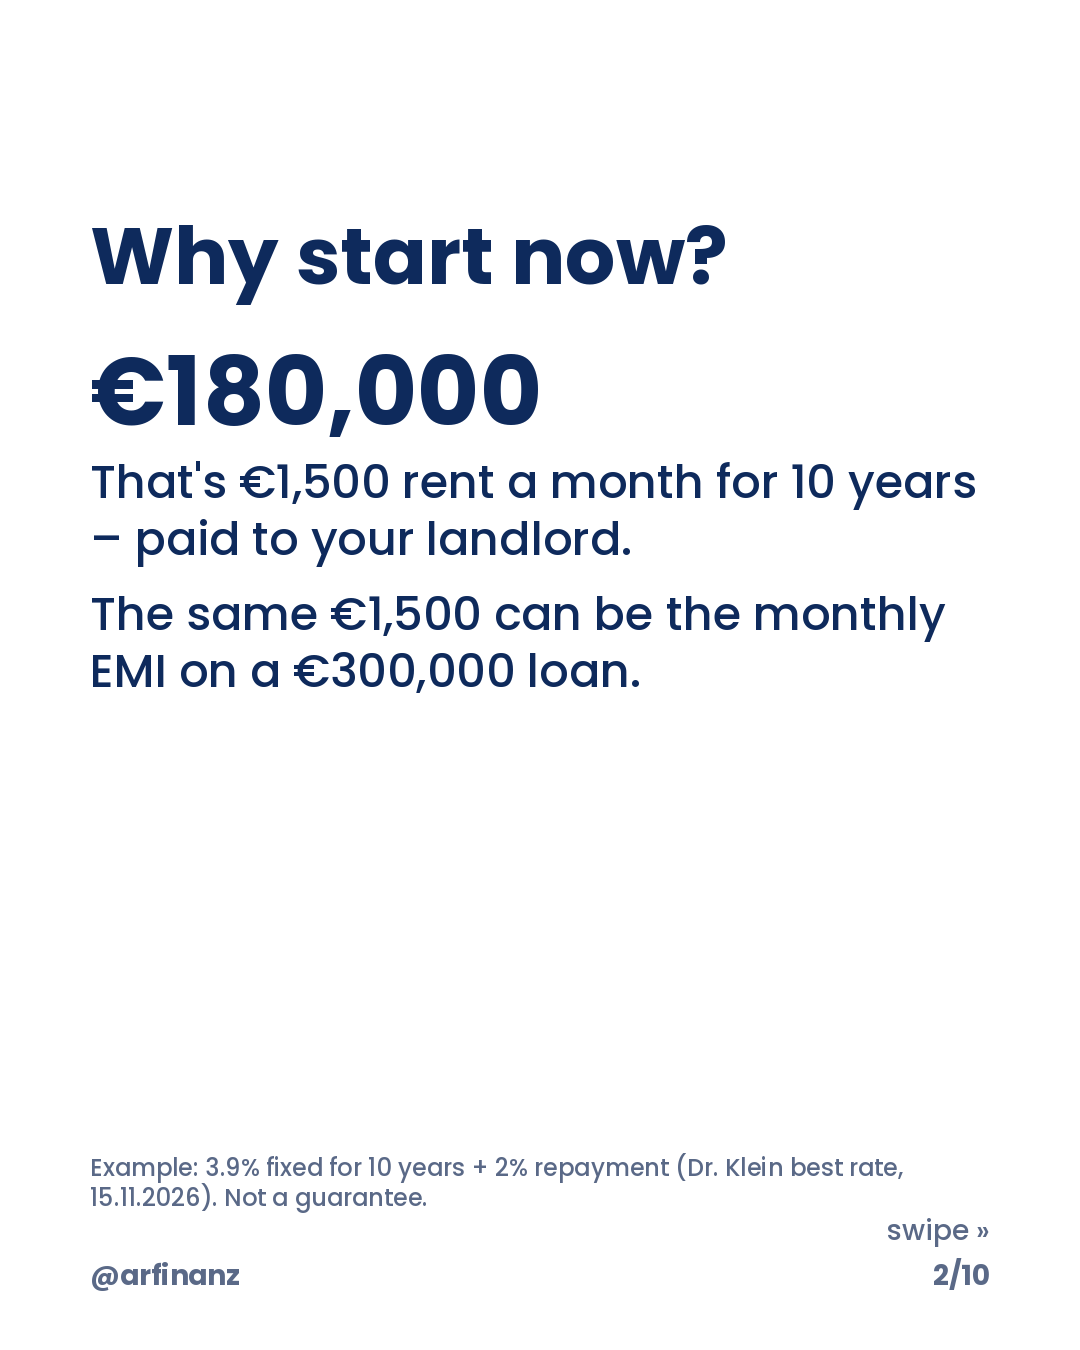 Why start now?
€180,000
That's €1,500 rent a month for 10 years
– paid to your landlord.
The same €1,500 can be the monthly
EMI on a €300,000 loan.
Example: 3.9% fixed for 10 years + 2% repayment (Dr. Klein best rate,
15.11.2026). Not a guarantee.
swipe »
@arfinanz
2/10